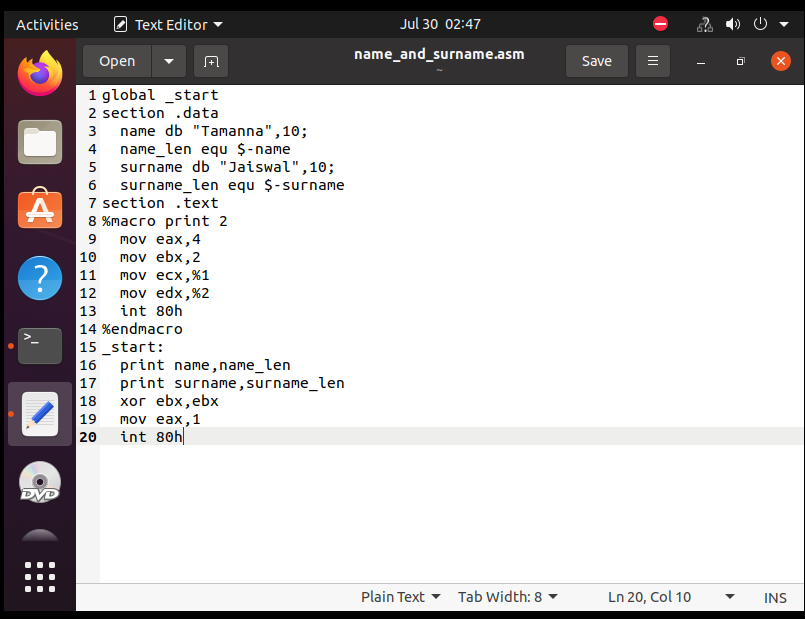 Activities Text Editor Jul 30 02:47
Open name_and_surname.asm Save
~
1 global _start
2 section .data
3   name db "Tamanna",10;
4   name_len equ $-name
5   surname db "Jaiswal",10;
6   surname_len equ $-surname
7 section .text
8 %macro print 2
9   mov eax,4
10   mov ebx,2
11   mov ecx,%1
12   mov edx,%2
13   int 80h
14 %endmacro
15 _start:
16   print name,name_len
17   print surname,surname_len
18   xor ebx,ebx
19   mov eax,1
20   int 80h
>_
DVD
Plain Text Tab Width: 8 Ln 20, Col 10 INS